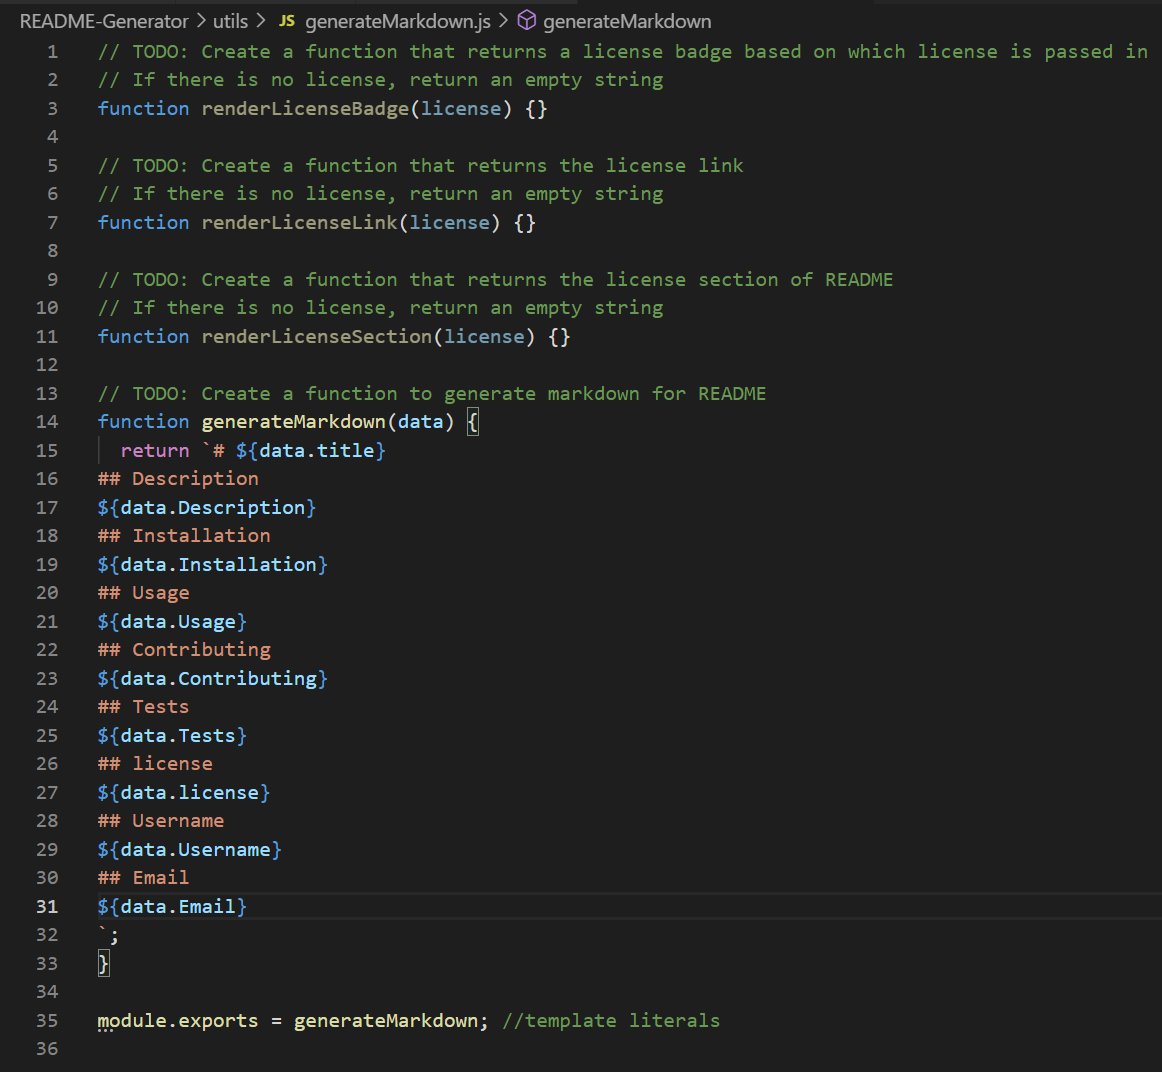 README-Generator > utils > JS generateMarkdown.js > generateMarkdown
1 // TODO: Create a function that returns a license badge based on which license is passed in
2 // If there is no license, return an empty string
3 function renderLicenseBadge(license) {}
4
5 // TODO: Create a function that returns the license link
6 // If there is no license, return an empty string
7 function renderLicenseLink(license) {}
8
9 // TODO: Create a function that returns the license section of README
10 // If there is no license, return an empty string
11 function renderLicenseSection(license) {}
12
13 // TODO: Create a function to generate markdown for README
14 function generateMarkdown(data) {
15   return `# ${data.title}
16 ## Description
17 ${data.Description}
18 ## Installation
19 ${data.Installation}
20 ## Usage
21 ${data.Usage}
22 ## Contributing
23 ${data.Contributing}
24 ## Tests
25 ${data.Tests}
26 ## license
27 ${data.license}
28 ## Username
29 ${data.Username}
30 ## Email
31 ${data.Email}
32 `;
33 }
34
35 module.exports = generateMarkdown; //template literals
36